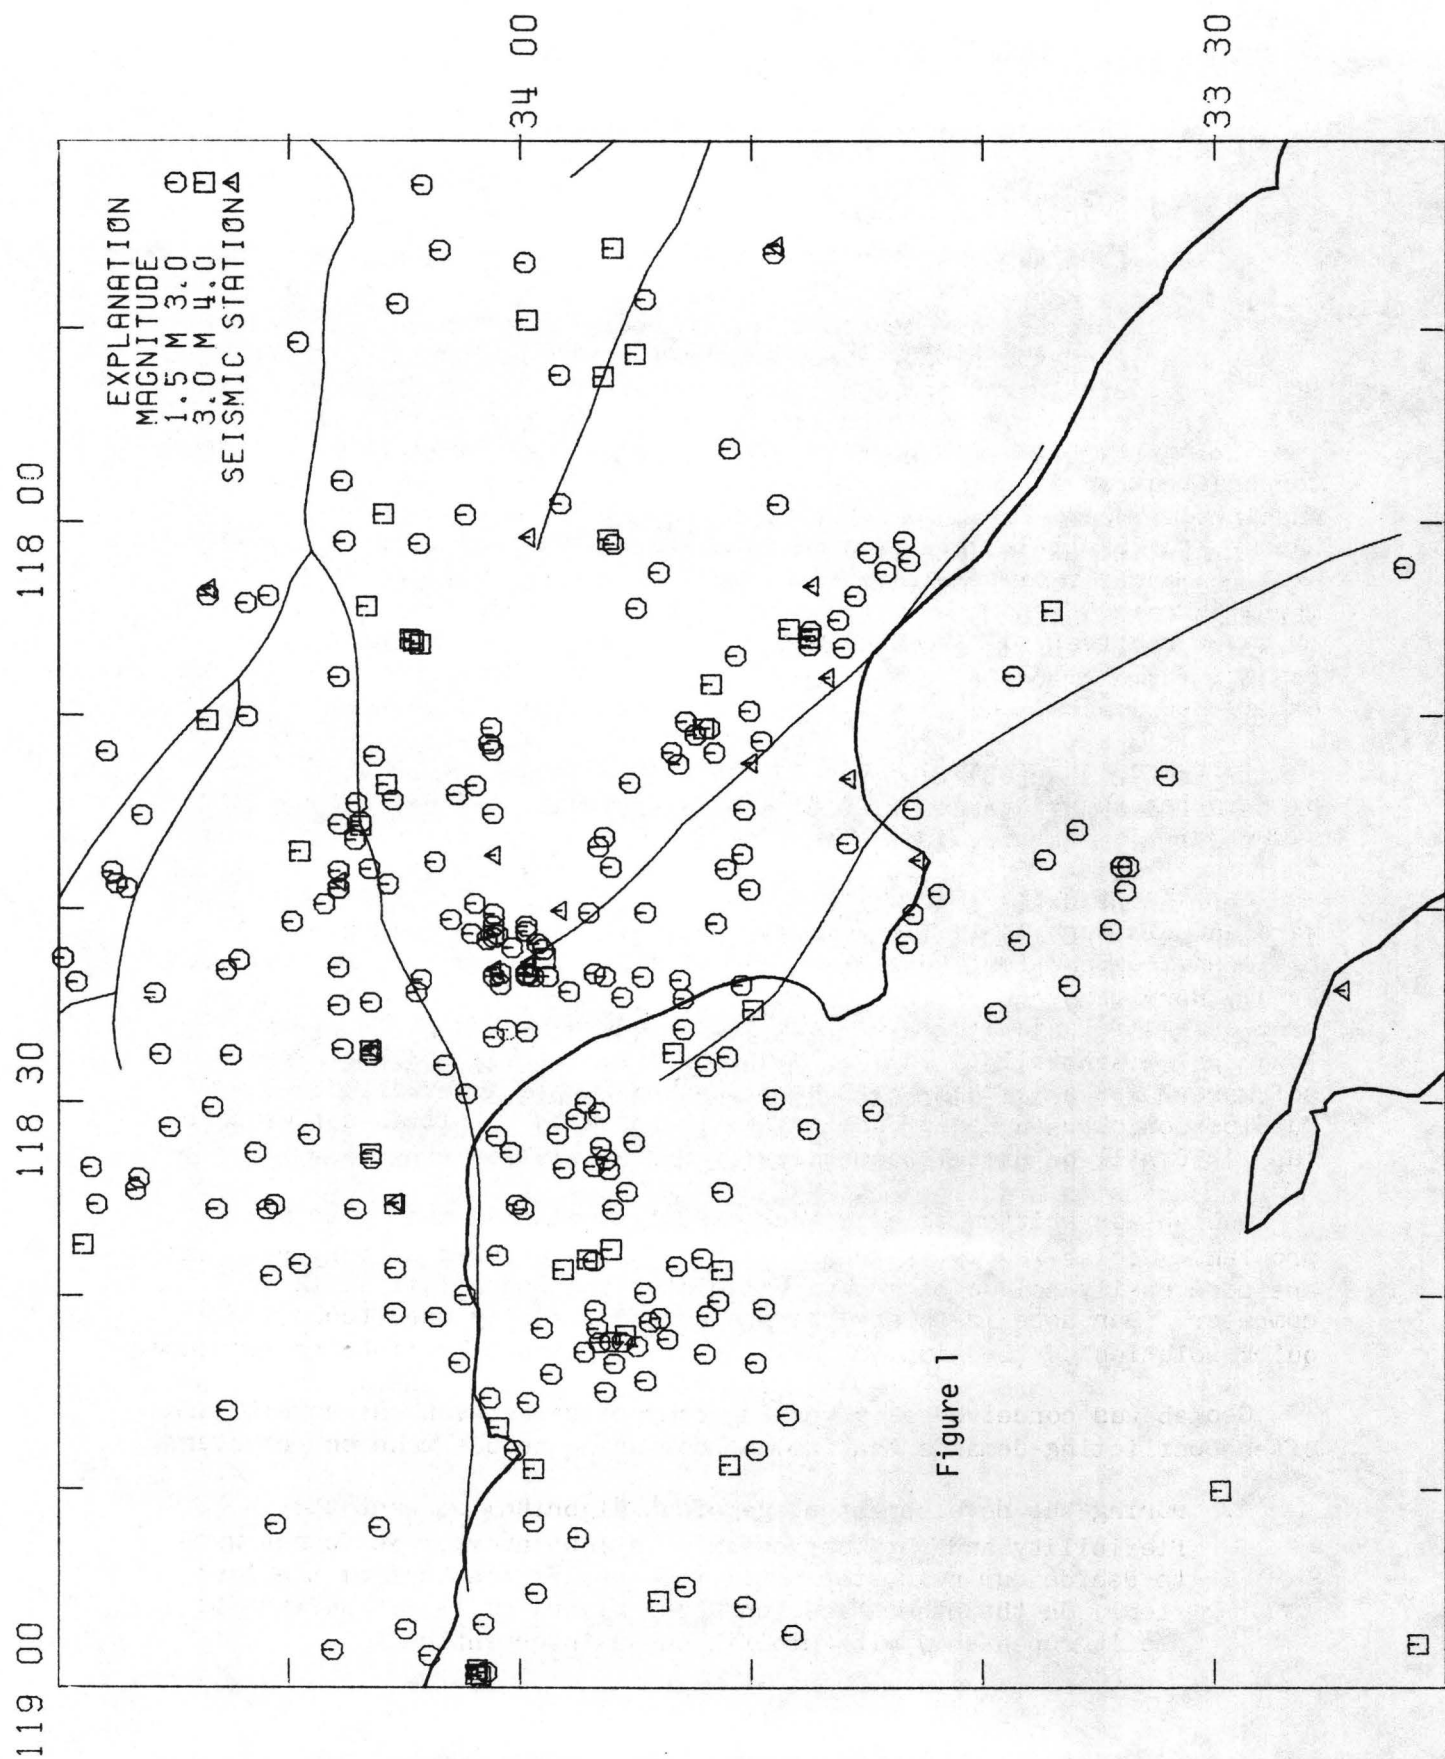 119 00
118 30
118 00
EXPLANATION
MAGNITUDE
1.5 M 3.0
3.0 M 4.0
SEISMIC STATION
34 00
33 30
Figure 1